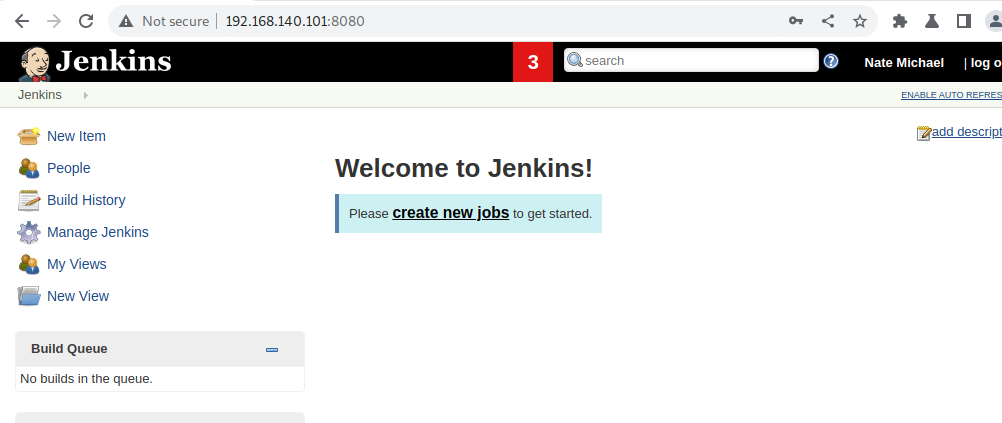 Not secure 192.168.140.101:8080
Jenkins 3 search ? Nate Michael | log o
Jenkins ENABLE AUTO REFRES
add descript
New Item
People
Build History
Manage Jenkins
My Views
New View
Welcome to Jenkins!
Please create new jobs to get started.
Build Queue
No builds in the queue.